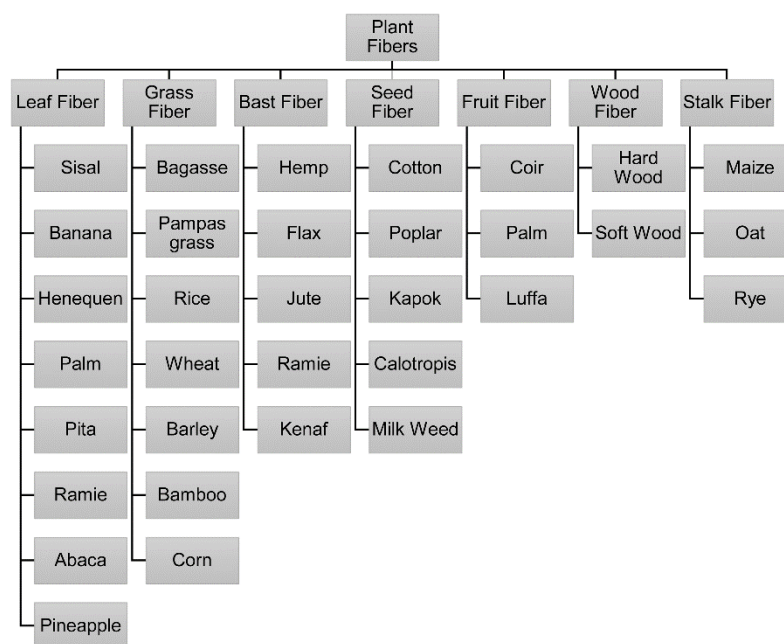 Plant
Fibers
Leaf Fiber
Grass
Fiber
Bast Fiber
Seed
Fiber
Fruit Fiber
Wood
Fiber
Stalk Fiber
Sisal
Banana
Henequen
Palm
Pita
Ramie
Abaca
Pineapple
Bagasse
Pampas
grass
Rice
Wheat
Barley
Bamboo
Corn
Hemp
Flax
Jute
Ramie
Kenaf
Cotton
Poplar
Kapok
Calotropis
Milk Weed
Coir
Palm
Luffa
Hard
Wood
Soft Wood
Maize
Oat
Rye